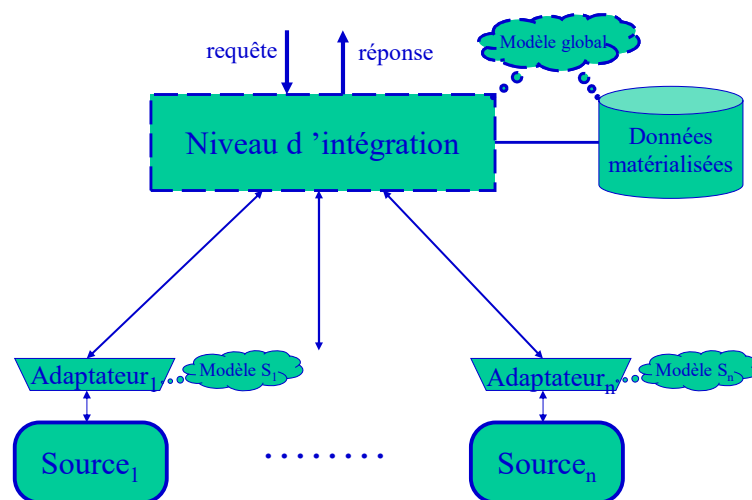 requête
réponse
Modèle global
Niveau d ’intégration
Données
matérialisées
Adaptateur1
Modèle S1
Adaptateurn
Modèle Sn
Source1
........
Sourcen